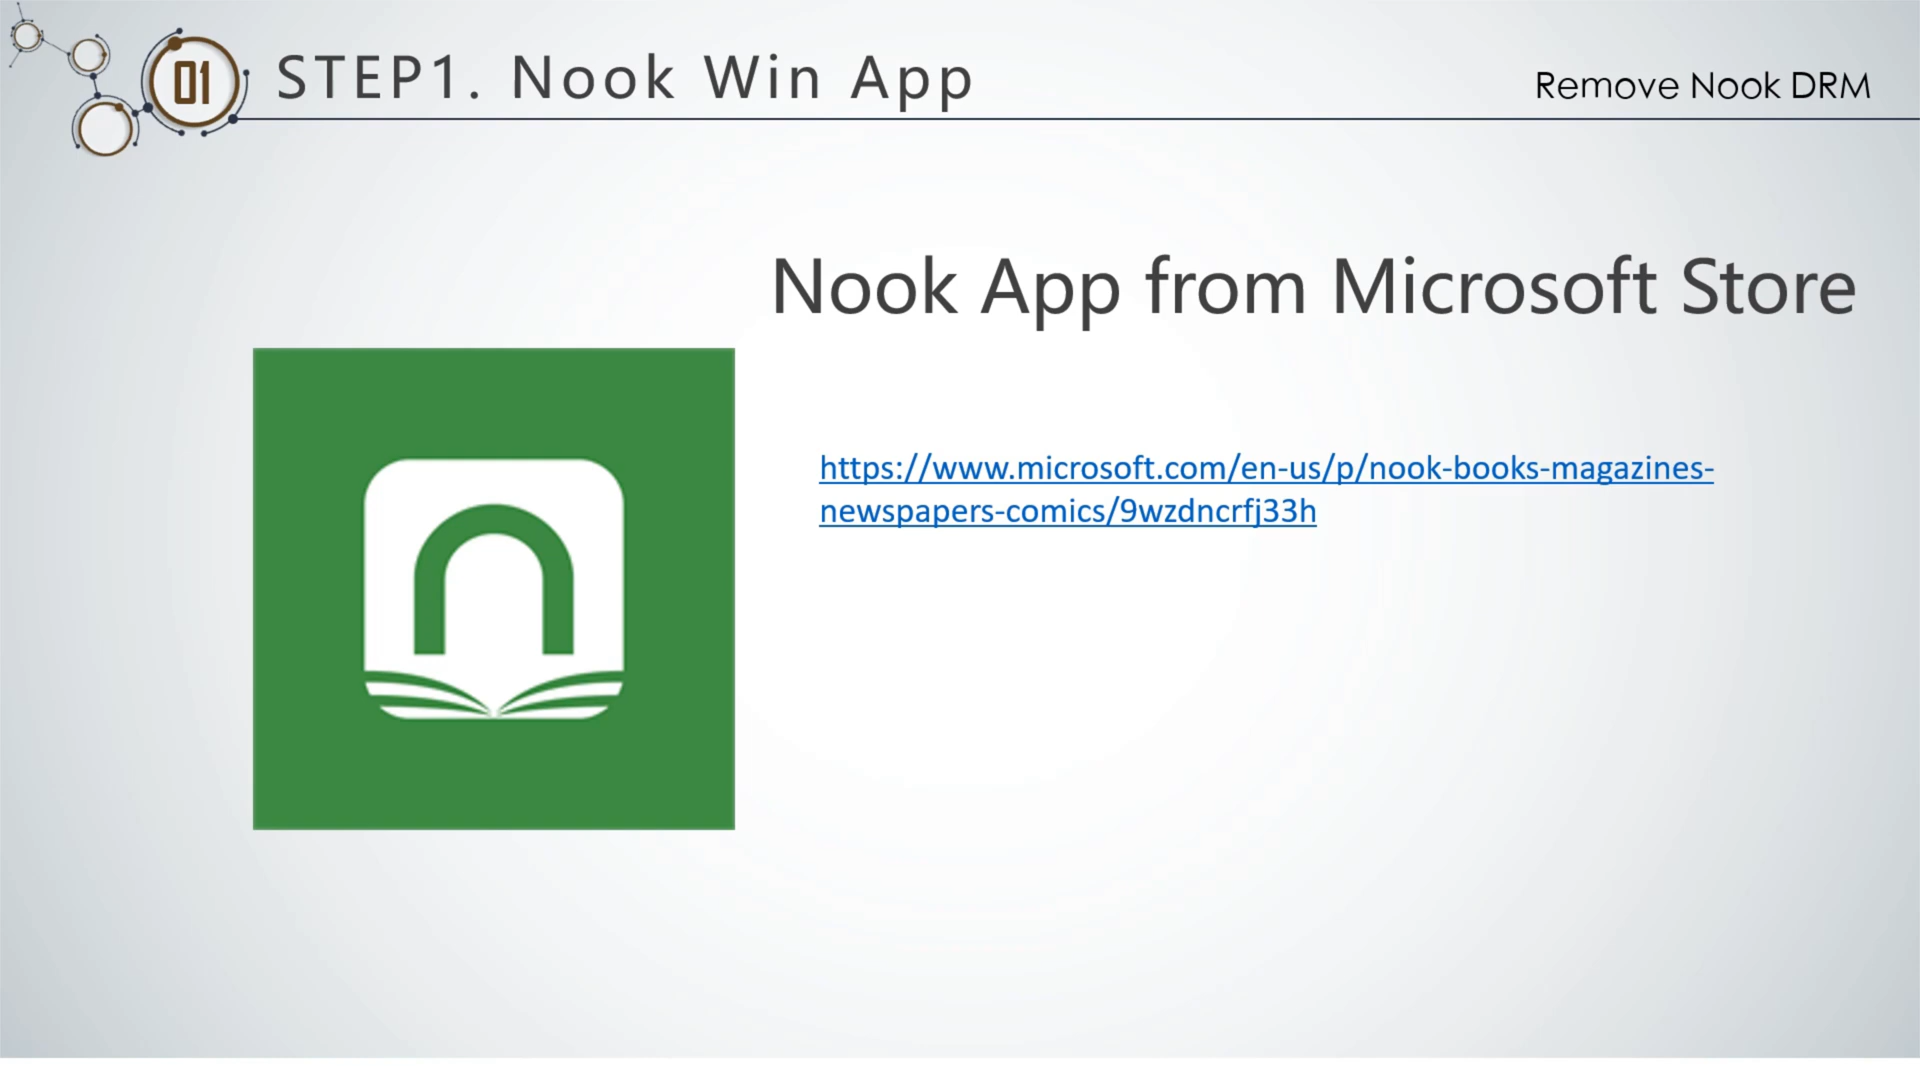 01
STEP1. Nook Win App
Remove Nook DRM
Nook App from Microsoft Store
https://www.microsoft.com/en-us/p/nook-books-magazines-
newspapers-comics/9wzdncrfj33h
n